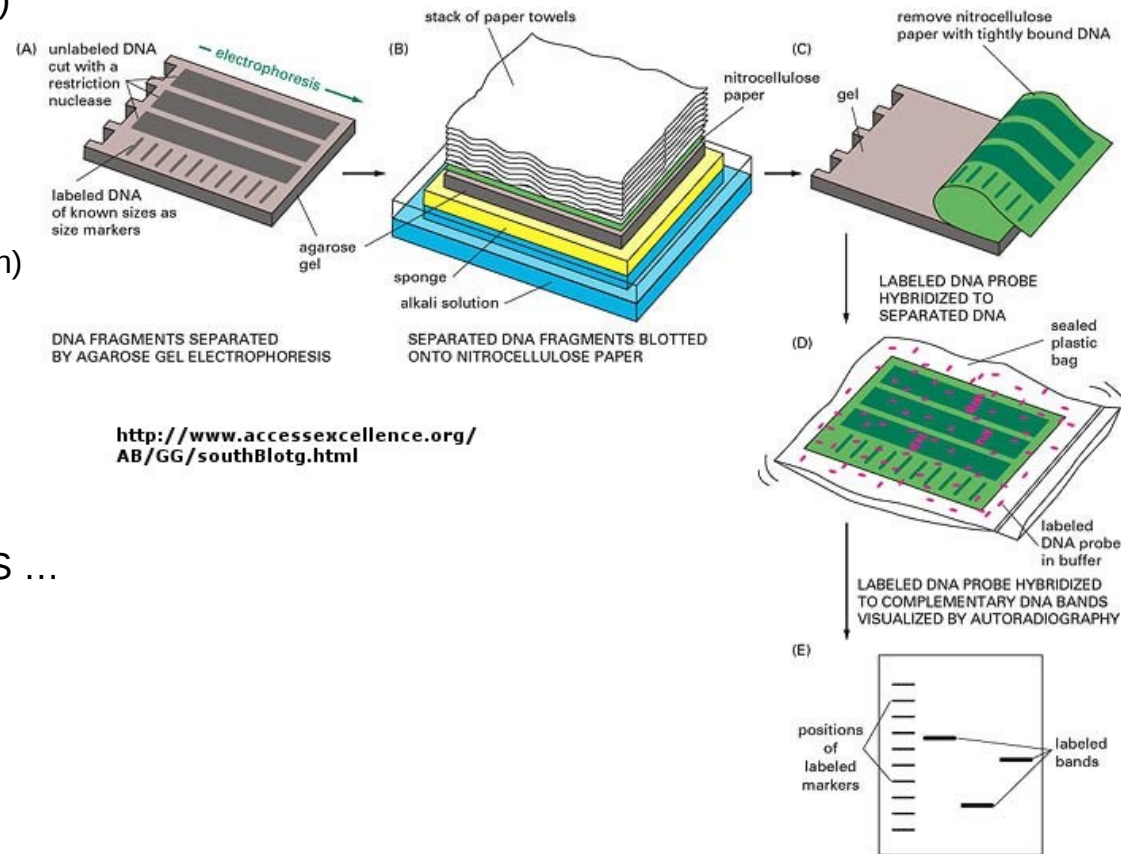 )
(A) unlabeled DNA
cut with a
restriction
nuclease
electrophoresis
labeled DNA
of known sizes as
size markers
agarose
gel
DNA FRAGMENTS SEPARATED
BY AGAROSE GEL ELECTROPHORESIS
(B)
stack of paper towels
nitrocellulose
paper
sponge
alkali solution
SEPARATED DNA FRAGMENTS BLOTTED
ONTO NITROCELLULOSE PAPER
(C)
remove nitrocellulose
paper with tightly bound DNA
gel
n)
LABELED DNA PROBE
HYBRIDIZED TO
SEPARATED DNA
(D)
sealed
plastic
bag
labeled
DNA probe
in buffer
http://www.accessexcellence.org/
AB/GG/southBlotg.html
S ...
LABELED DNA PROBE HYBRIDIZED
TO COMPLEMENTARY DNA BANDS
VISUALIZED BY AUTORADIOGRAPHY
(E)
positions
of
labeled
markers
labeled
bands